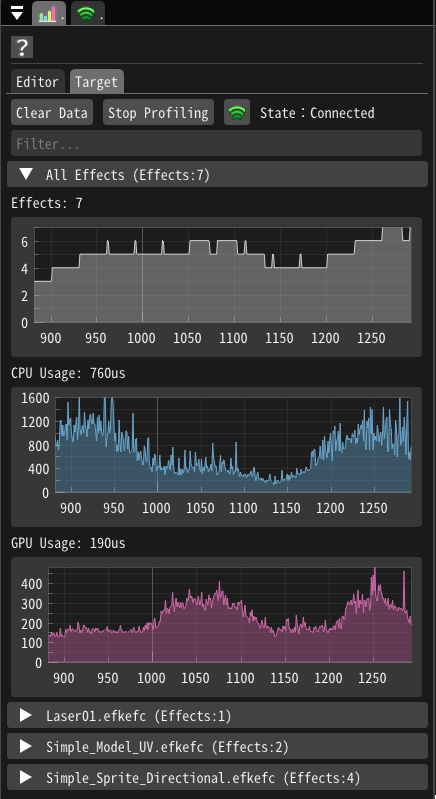 ?
Editor Target
Clear Data Stop Profiling State：Connected
Filter...
All Effects (Effects:7)
Effects: 7
6
4
2
0
900 950 1000 1050 1100 1150 1200 1250
CPU Usage: 760us
1600
1200
800
400
0
900 950 1000 1050 1100 1150 1200 1250
GPU Usage: 190us
400
300
200
100
0
900 950 1000 1050 1100 1150 1200 1250
Laser01.efkefc (Effects:1)
Simple_Model_UV.efkefc (Effects:2)
Simple_Sprite_Directional.efkefc (Effects:4)